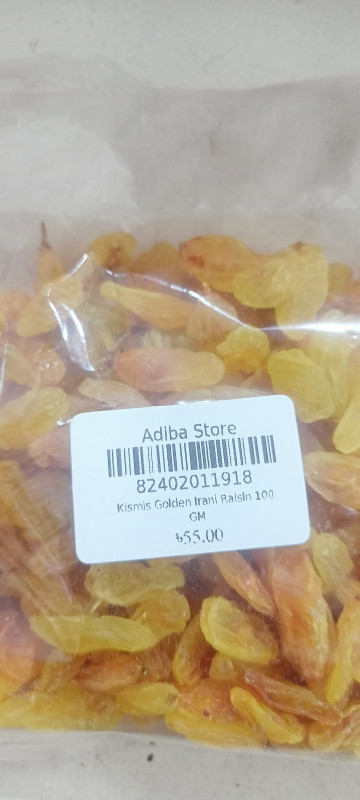 Adiba Store
82402011918
Kismis Golden Irani Raisin 100
GM
৳55.00